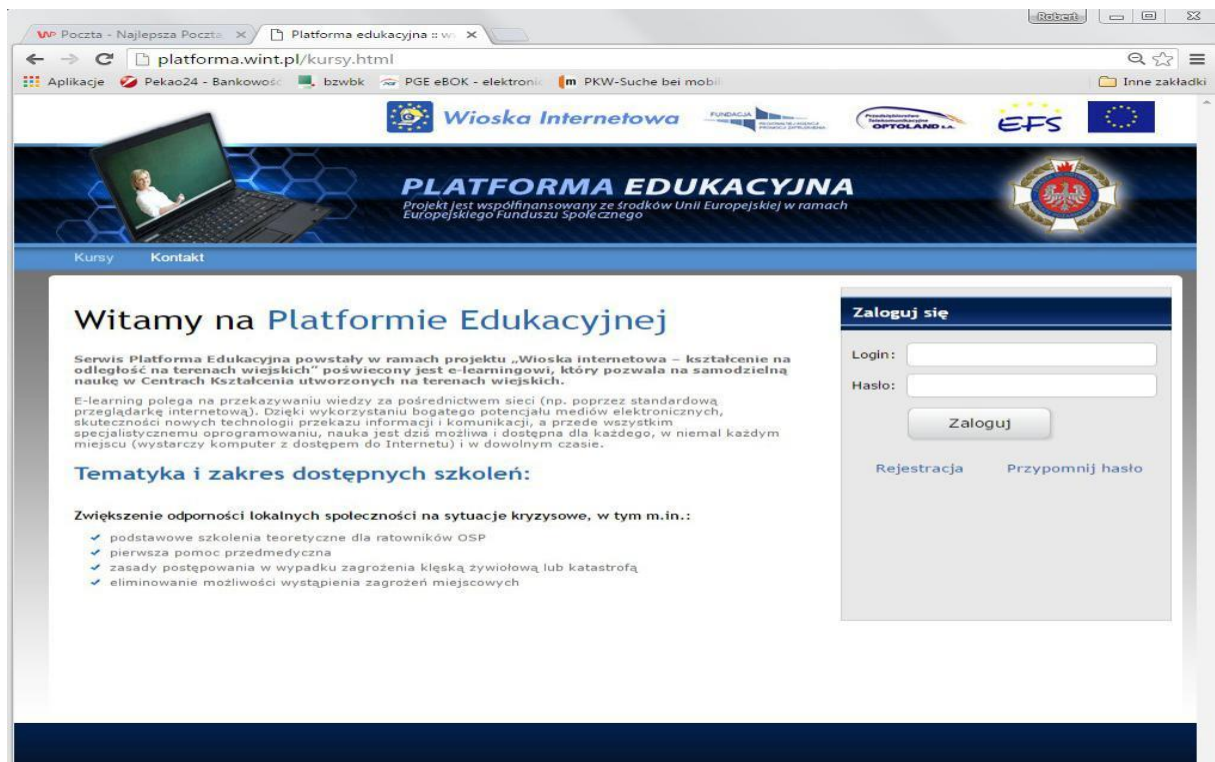 Robert
Poczta - Najlepsza Poczta
Platforma edukacyjna :: w
platforma.wint.pl/kursy.html
Aplikacje
Pekao24 - Bankowość
bzwbk
PGE eBOK - elektronic
PKW-Suche bei mobil
Inne zakładki
Wioska Internetowa
FUNDACJA
Przedsiębiorstwo
Telekomunikacyjne
OPTOLAND S.A.
EFS
PLATFORMA EDUKACYJNA
Projekt jest współfinansowany ze środków Unii Europejskiej w ramach
Europejskiego Funduszu Społecznego
Kursy
Kontakt
Witamy na Platformie Edukacyjnej
Serwis Platforma Edukacyjna powstały w ramach projektu „Wioska internetowa – kształcenie na
odległość na terenach wiejskich” poświecony jest e-learningowi, który pozwala na samodzielną
naukę w Centrach Kształcenia utworzonych na terenach wiejskich.
E-learning polega na przekazywaniu wiedzy za pośrednictwem sieci (np. poprzez standardową
przeglądarkę internetową). Dzięki wykorzystaniu bogatego potencjału mediów elektronicznych,
skuteczności nowych technologii przekazu informacji i komunikacji, a przede wszystkim
specjalistycznemu oprogramowaniu, nauka jest dziś możliwa i dostępna dla każdego, w niemal każdym
miejscu (wystarczy komputer z dostępem do Internetu) i w dowolnym czasie.
Tematyka i zakres dostępnych szkoleń:
Zwiększenie odporności lokalnych społeczności na sytuacje kryzysowe, w tym m.in.:
podstawowe szkolenia teoretyczne dla ratowników OSP
pierwsza pomoc przedmedyczna
zasady postępowania w wypadku zagrożenia klęską żywiołową lub katastrofą
eliminowanie możliwości wystąpienia zagrożeń miejscowych
Zaloguj się
Login:
Hasło:
Zaloguj
Rejestracja
Przypomnij hasło